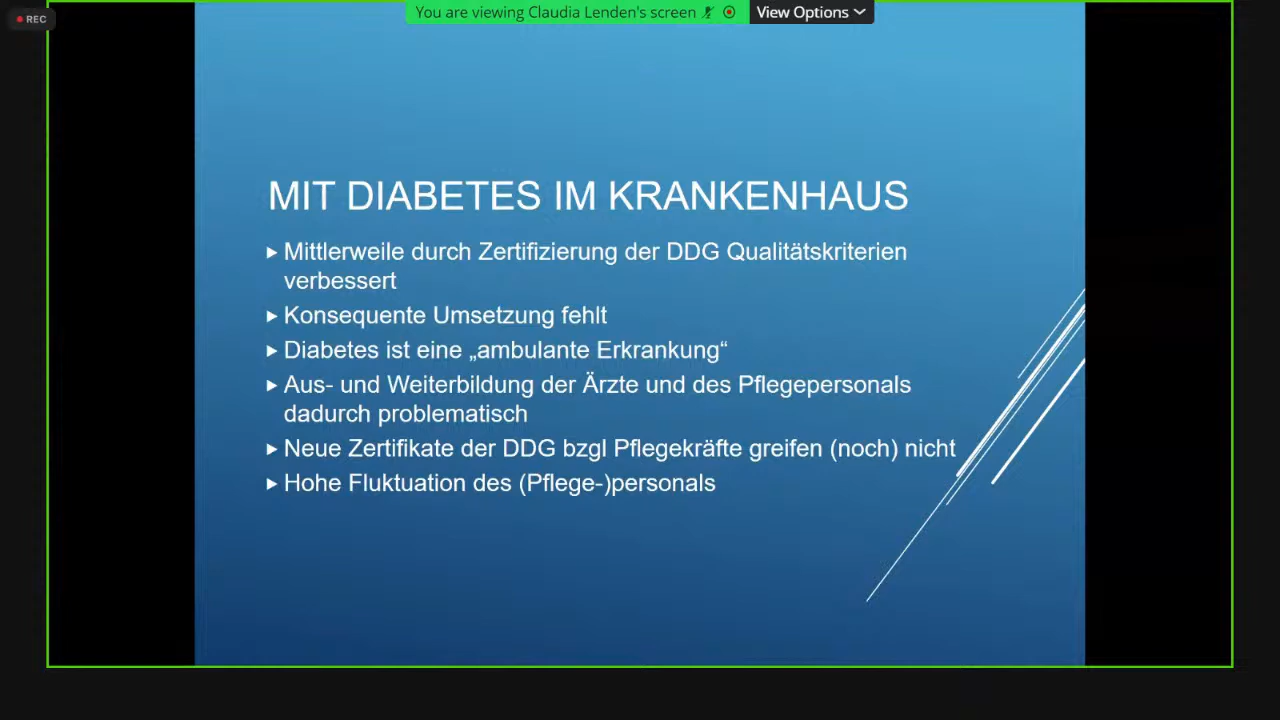 REC
You are viewing Claudia Lenden's screen
View Options
MIT DIABETES IM KRANKENHAUS
Mittlerweile durch Zertifizierung der DDG Qualitätskriterien
verbessert
Konsequente Umsetzung fehlt
Diabetes ist eine „ambulante Erkrankung“
Aus- und Weiterbildung der Ärzte und des Pflegepersonals
dadurch problematisch
Neue Zertifikate der DDG bzgl Pflegekräfte greifen (noch) nicht
Hohe Fluktuation des (Pflege-)personals